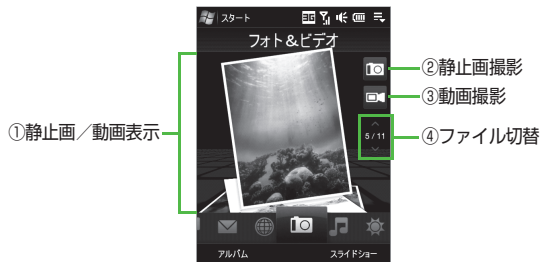 スタート
フォト＆ビデオ
②静止画撮影
③動画撮影
①静止画／動画表示
5 / 11
④ファイル切替
アルバム
スライドショー